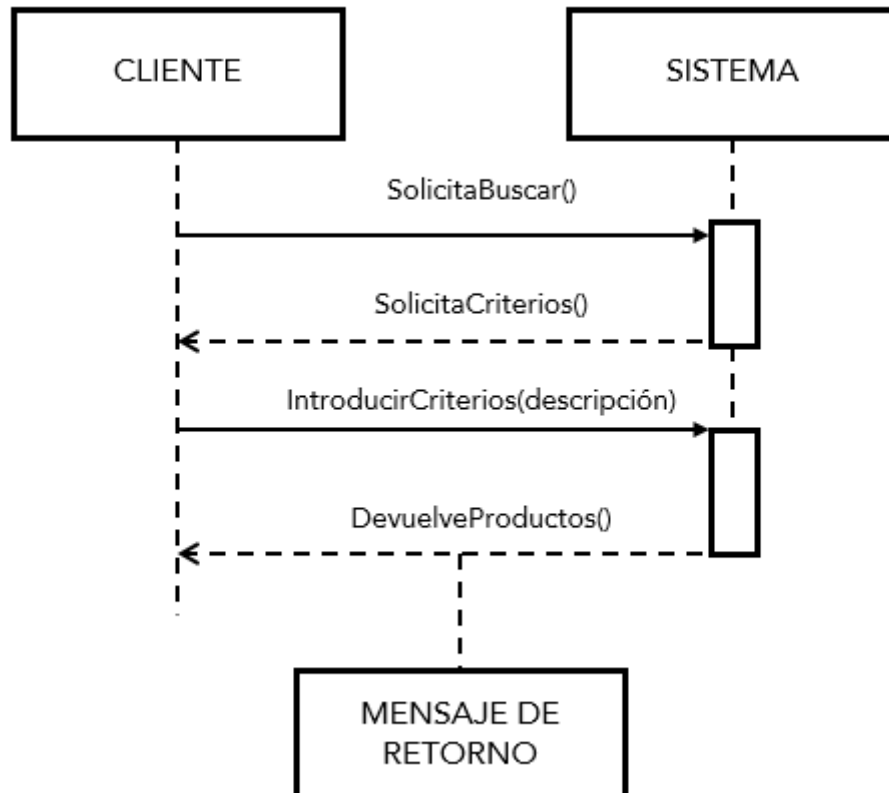 CLIENTE
SISTEMA
SolicitaBuscar()
SolicitaCriterios()
IntroducirCriterios(descripción)
DevuelveProductos()
MENSAJE DE
RETORNO